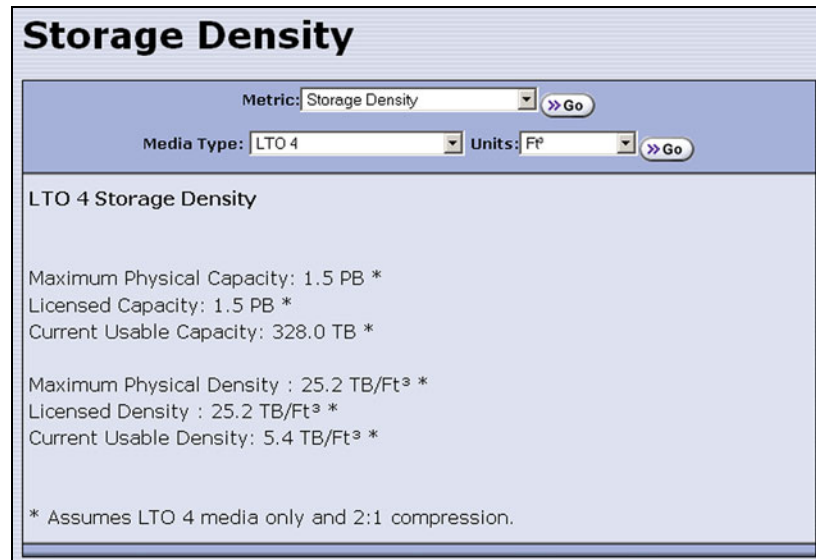 Storage Density
Metric: Storage Density » Go
Media Type: LTO 4 Units: Ft³ » Go
LTO 4 Storage Density
Maximum Physical Capacity: 1.5 PB *
Licensed Capacity: 1.5 PB *
Current Usable Capacity: 328.0 TB *
Maximum Physical Density : 25.2 TB/Ft³ *
Licensed Density : 25.2 TB/Ft³ *
Current Usable Density: 5.4 TB/Ft³ *
* Assumes LTO 4 media only and 2:1 compression.